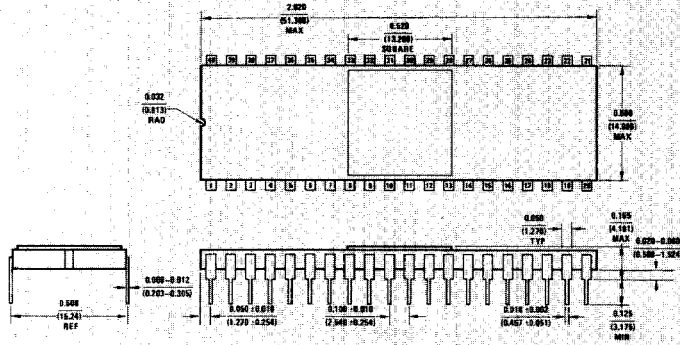 2.020
(51.308)
MAX
0.520
(13.208)
SQUARE
40 39 38 37 36 35 34 33 32 31 30 29 28 27 26 25 24 23 22 21
0.032
(0.813)
RAD
MAX
1 2 3 4 5 6 7 8 9 10 11 12 13 14 15 16 17 18 19 20
0.050
(1.270)
TYP
0.165
(4.191)
MAX
0.020–0.060
(0.508–1.524)
0.008–0.012
(0.203–0.305)
(15.24)
REF
0.050 ±0.010
(1.270 ±0.254)
0.100 ±0.010
(2.540 ±0.254)
0.018 ±0.002
(0.457 ±0.051)
0.125
(3.175)
MIN